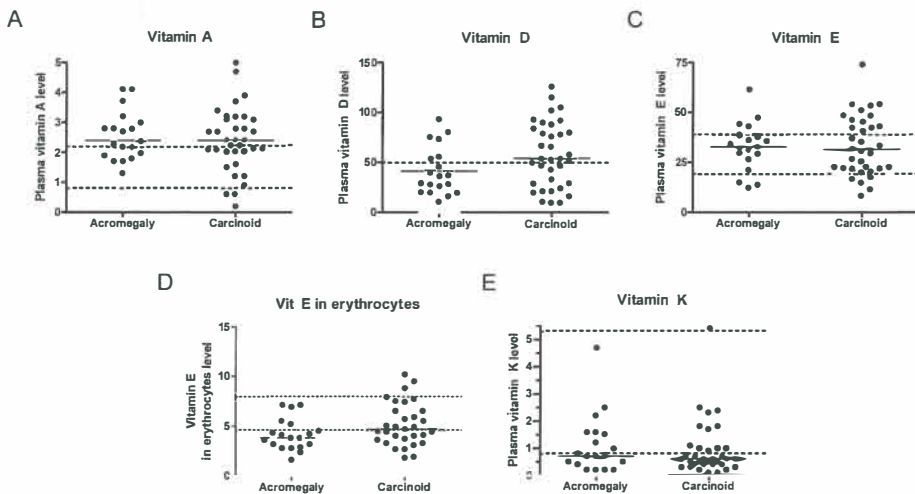 A
Vitamin A
Plasma vitamin A level
5
4
3
2
1
0
Acromegaly
Carcinoid
B
Vitamin D
Plasma vitamin D level
150
100
50
0
Acromegaly
Carcinoid
C
Vitamin E
Plasma vitamin E level
75
50
25
0
Acromegaly
Carcinoid
D
Vit E in erythrocytes
Vitamin E
in erythrocytes level
15
10
5
0
Acromegaly
Carcinoid
E
Vitamin K
Plasma vitamin K level
5
4
3
2
1
Acromegaly
Carcinoid